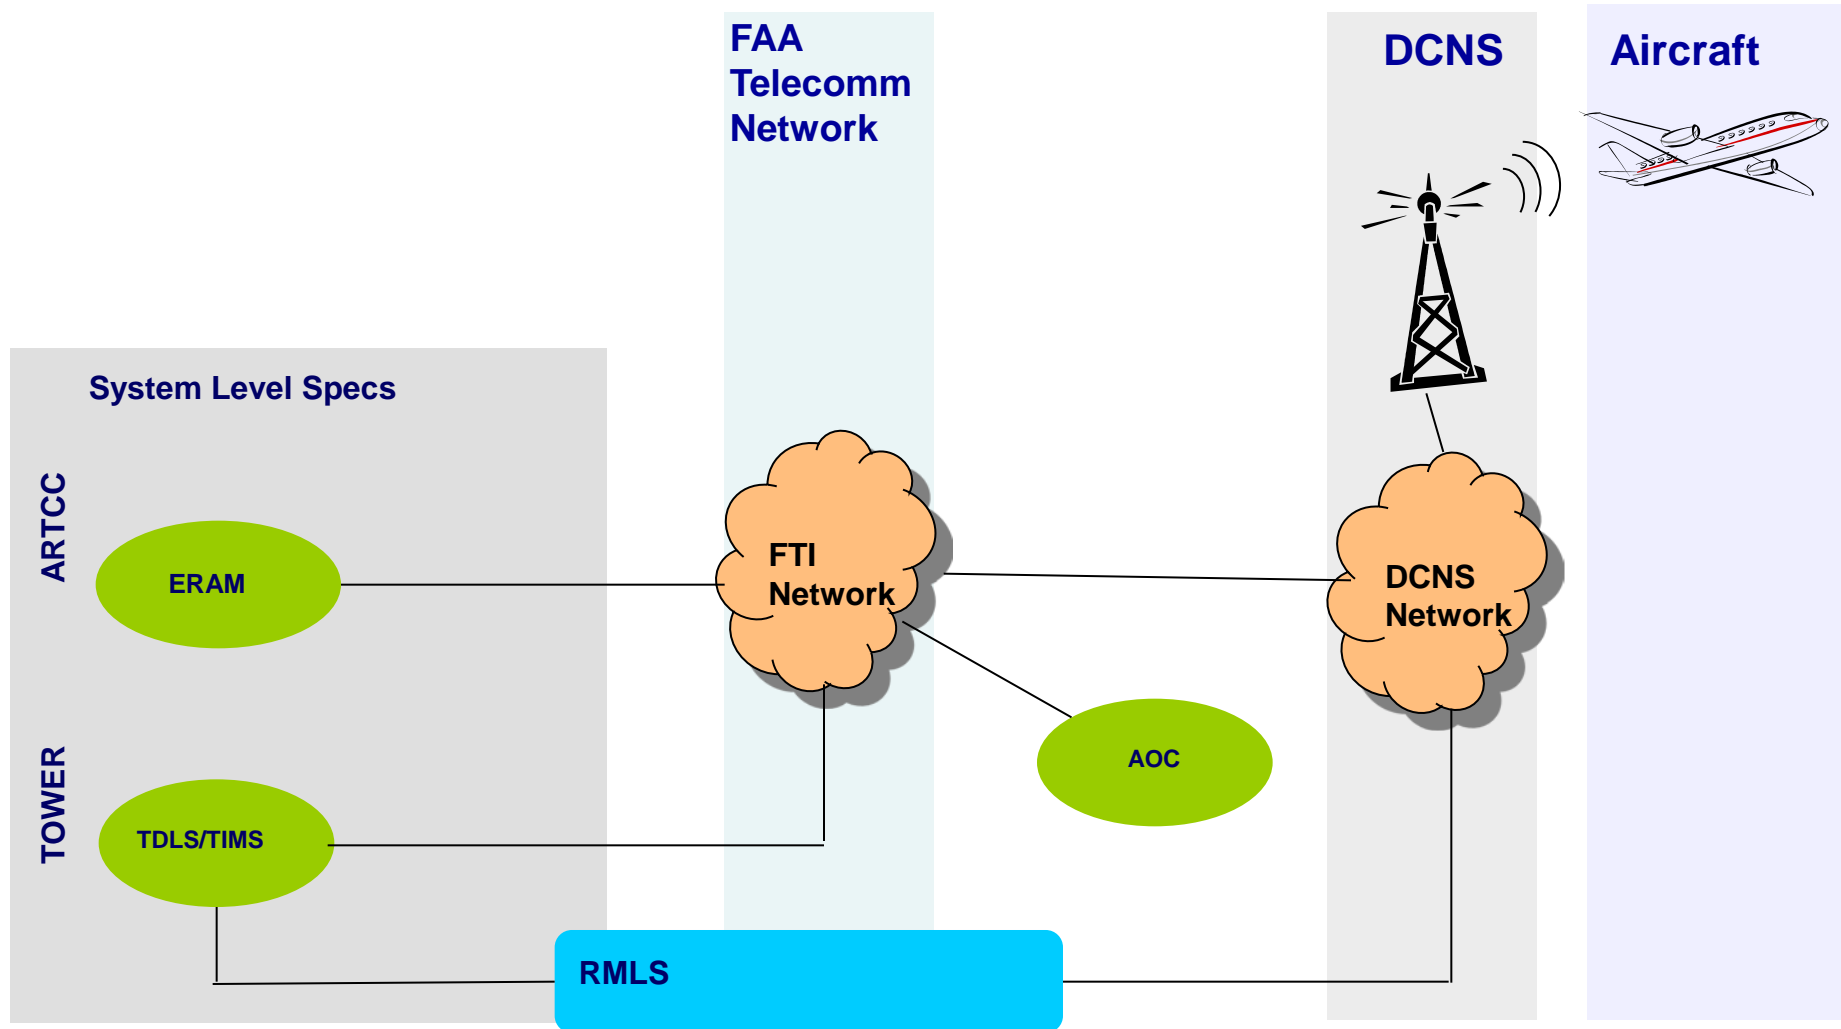 FAA
Telecomm
Network
DCNS
Aircraft
System Level Specs
ARTCC
ERAM
FTI
Network
DCNS
Network
TOWER
TDLS/TIMS
AOC
RMLS